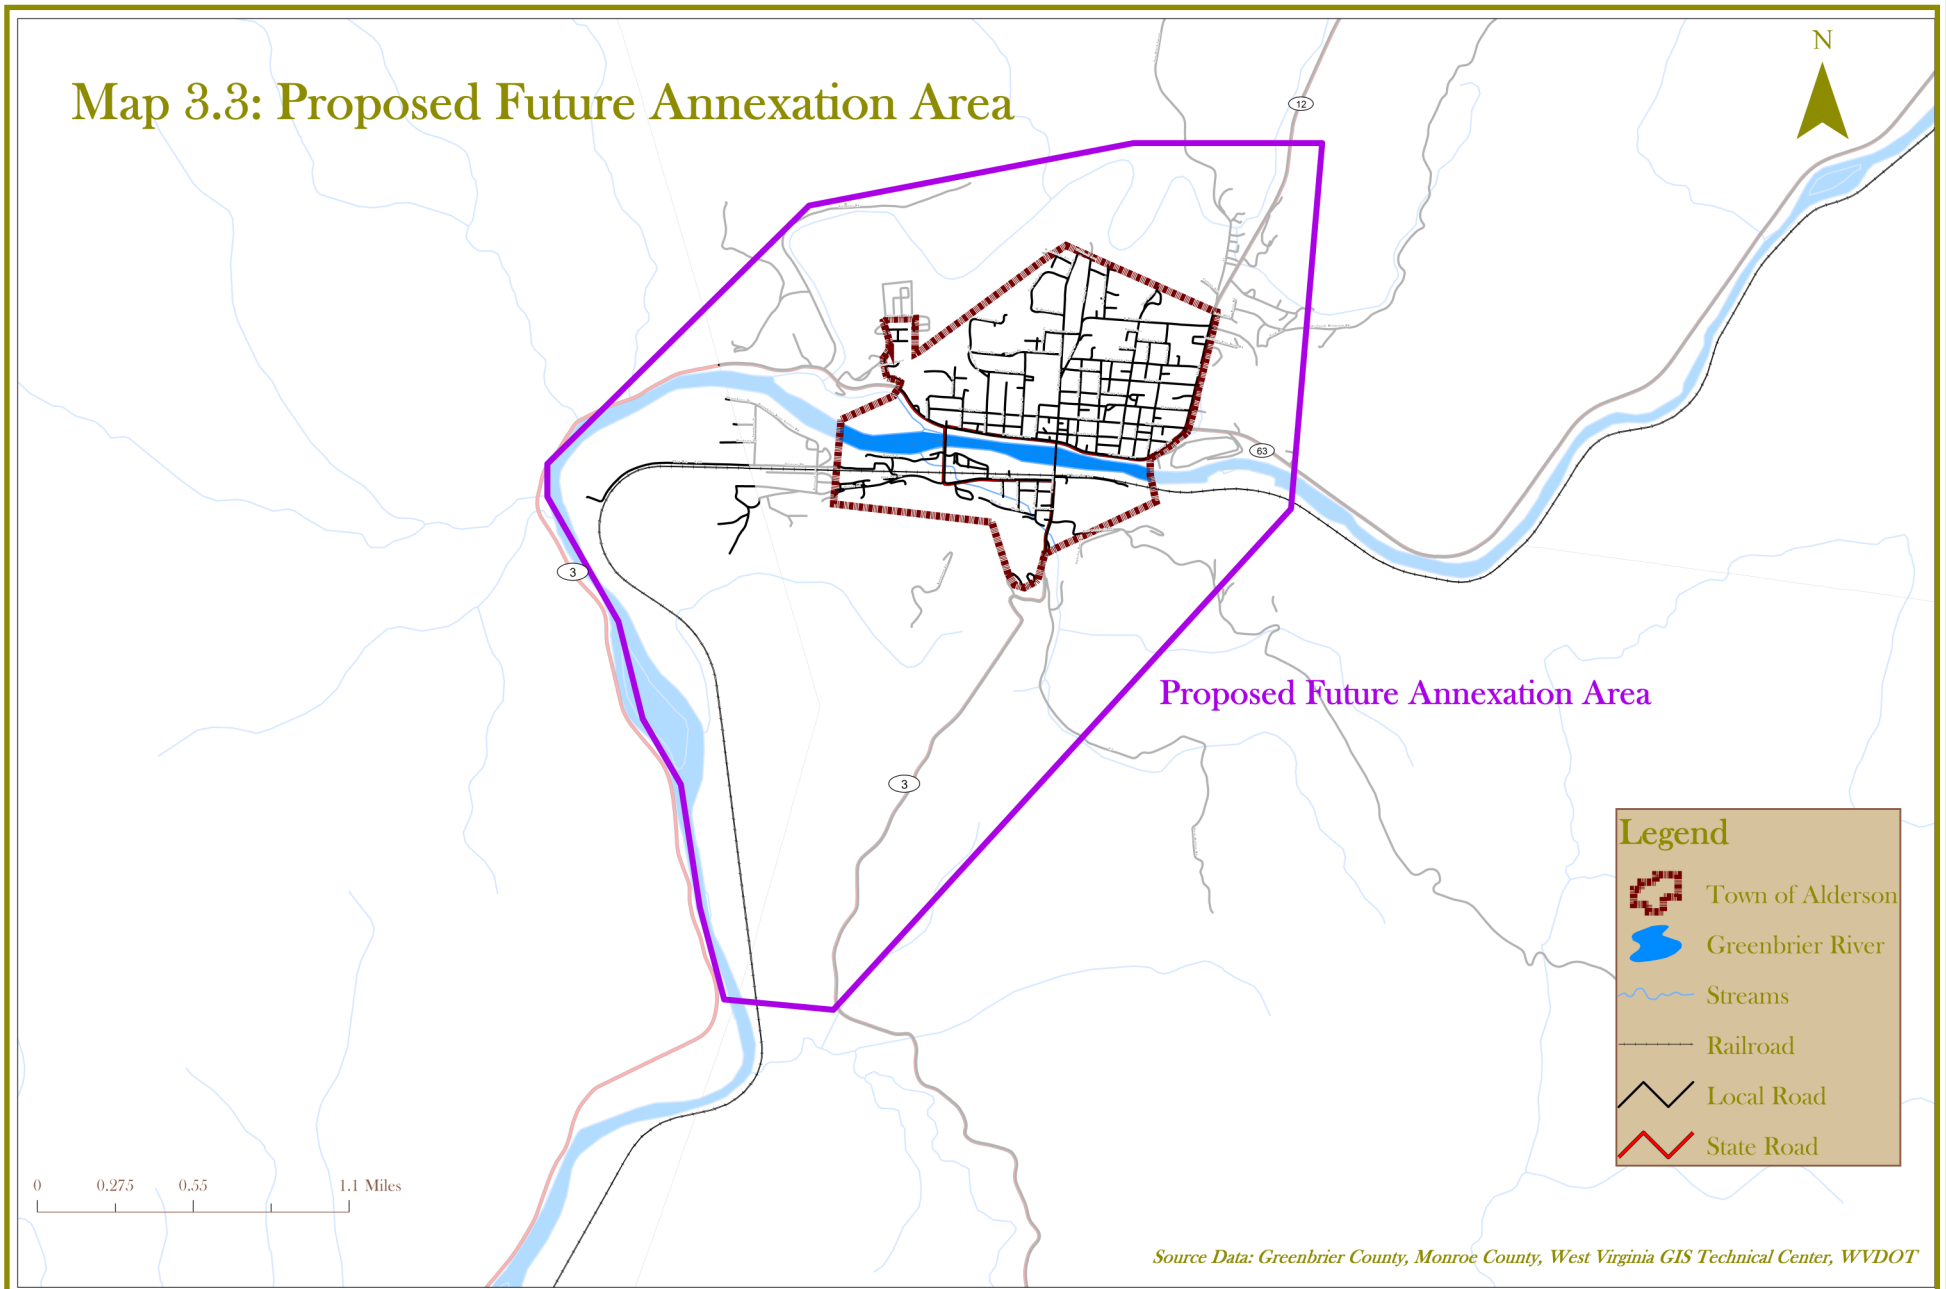 N
Map 3.3: Proposed Future Annexation Area
12
63
3
Proposed Future Annexation Area
3
Legend
Town of Alderson
Greenbrier River
Streams
Railroad
Local Road
State Road
0 0.275 0.55 1.1 Miles
Source Data: Greenbrier County, Monroe County, West Virginia GIS Technical Center, WVDOT